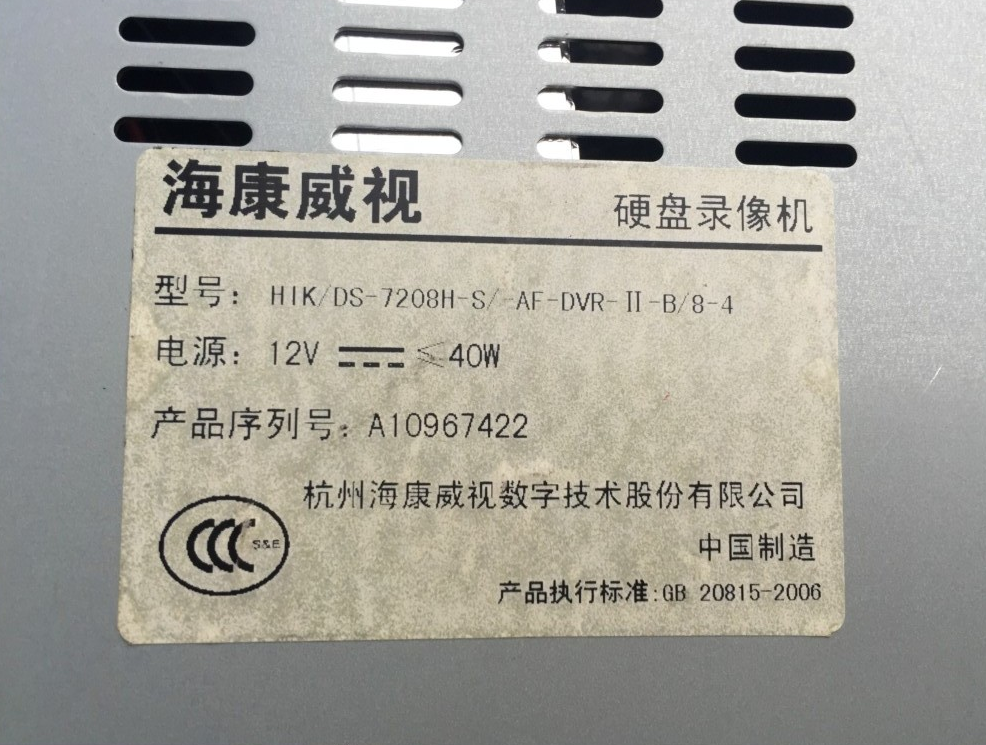 海康威视 硬盘录像机
型号: HIK/DS-7208H-S/-AF-DVR-II-B/8-4
电源: 12V ≤40W
产品序列号: A10967422
杭州海康威视数字技术股份有限公司
CCC S&E
中国制造
产品执行标准:GB 20815-2006